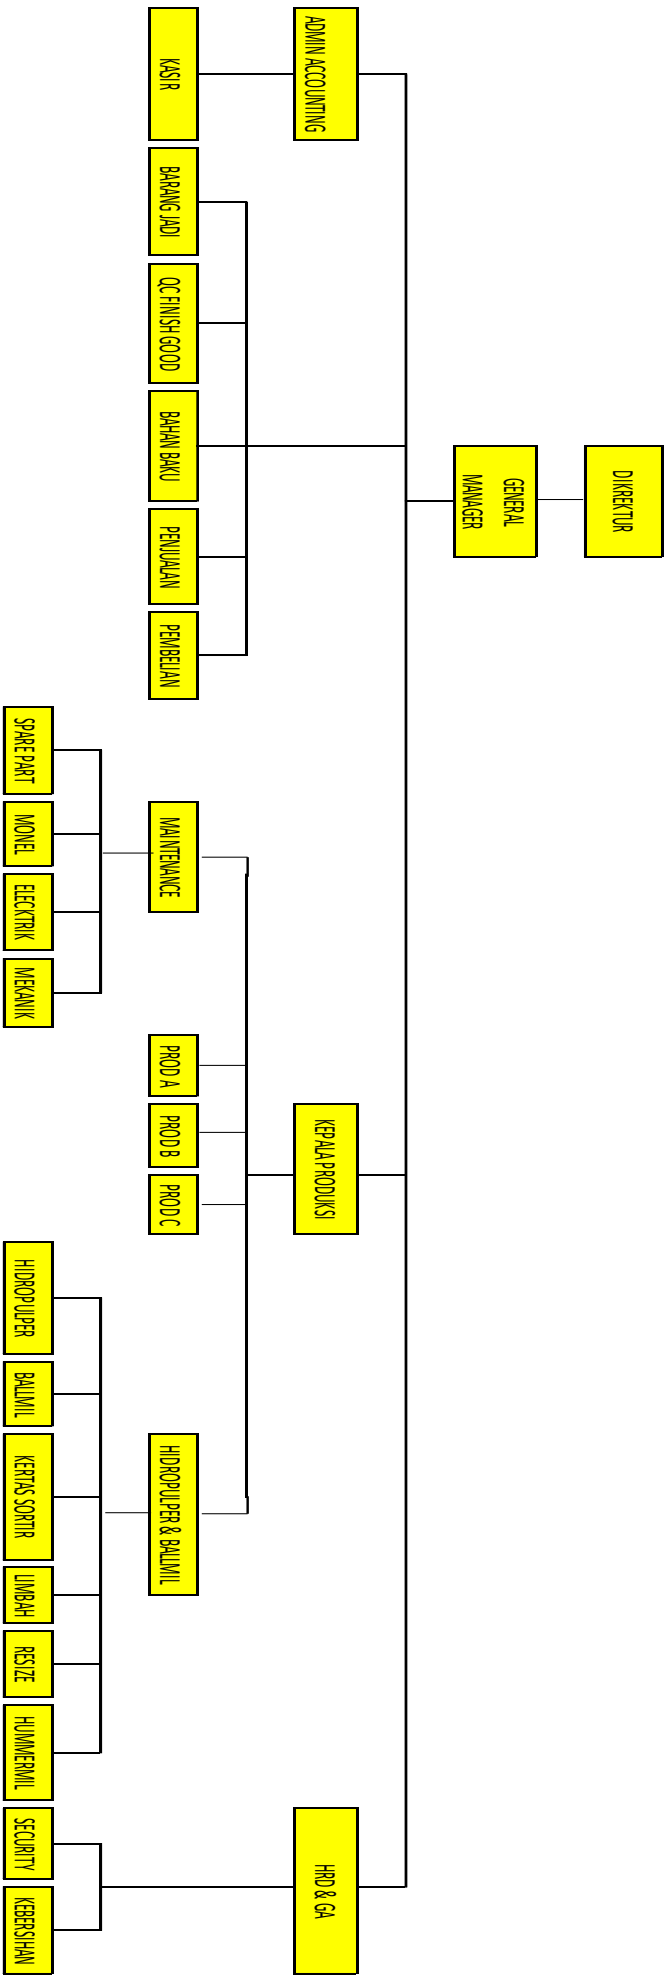 DIKREKTUR
GENERAL
MANAGER
ADMIN ACCOUNTING
KEPALA PRODUKSI
HRD & GA
KASIR
BARANG JADI
QC FINISH GOOD
BAHAN BAKU
PENJUALAN
PEMBELIAN
MAINTENANCE
PROD A
PROD B
PROD C
HIDROPULPER & BALLMIL
SPARE PART
MONEL
ELECKTRIK
MEKANIK
HIDROPULPER
BALLMIL
KERTAS SORTIR
LIMBAH
RESIZE
HUMMERMIL
SECURITY
KEBERSIHAN